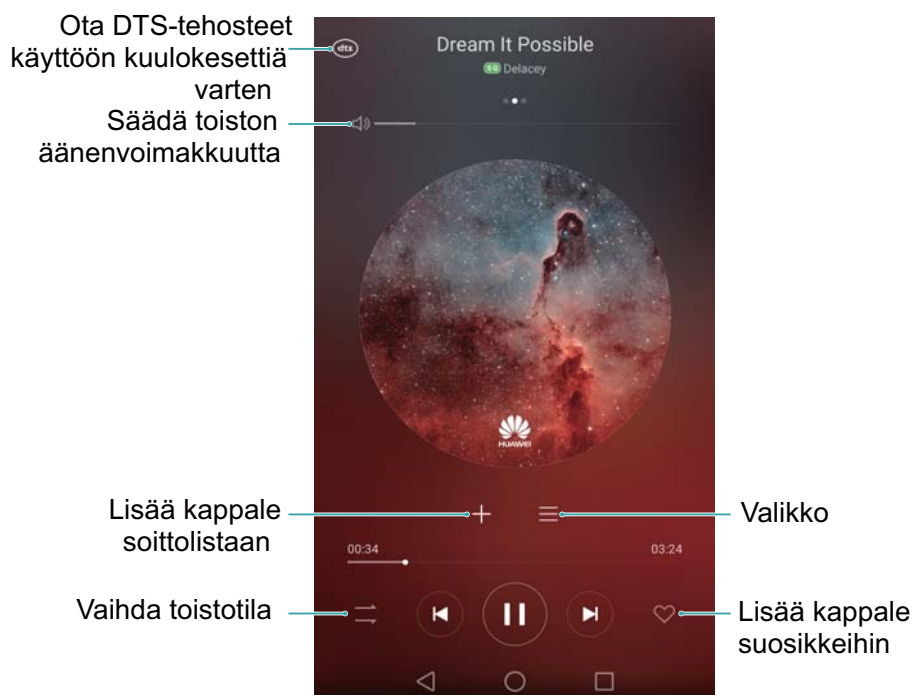 Ota DTS-tehosteet
käyttöön kuulokesettiä
varten
dts
Dream It Possible
SQ Delacey
Säädä toiston
äänenvoimakkuutta
HUAWEI
Lisää kappale
soittolistaan
Valikko
00:34
03:24
Vaihda toistotila
Lisää kappale
suosikkeihin